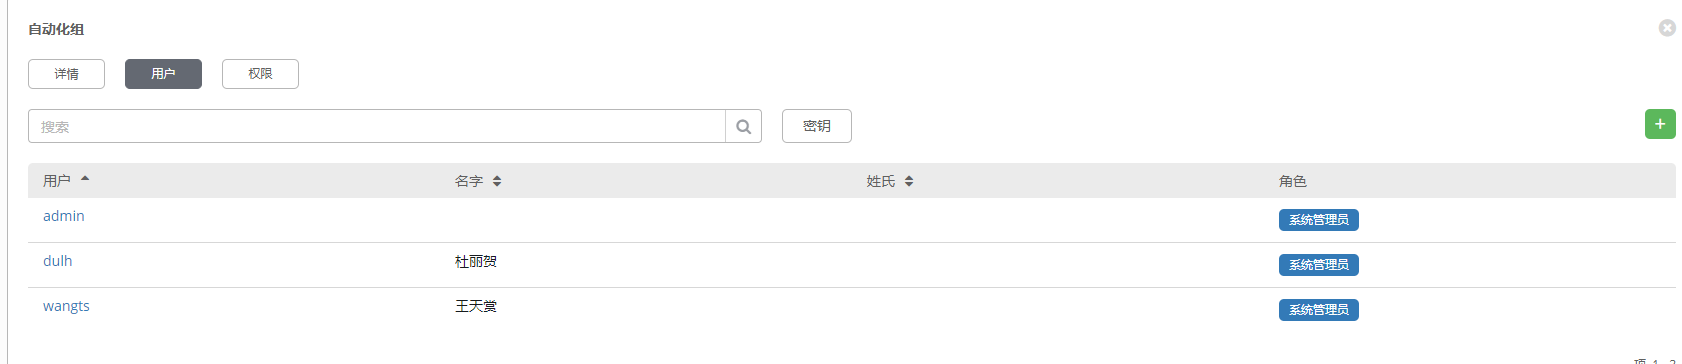 自动化组
详情 用户 权限
搜索 密钥 +
用户 名字 姓氏 角色
admin 系统管理员
dulh 杜丽贺 系统管理员
wangts 王天赏 系统管理员